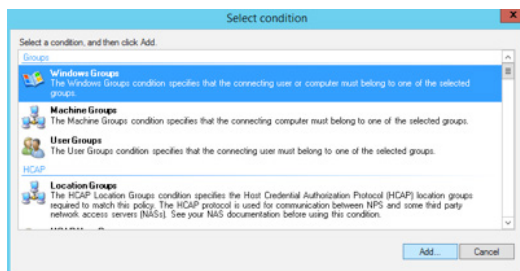 Select condition
X
Select a condition, and then click Add.
Groups
Windows Groups
The Windows Groups condition specifies that the connecting user or computer must belong to one of the selected
groups.
Machine Groups
The Machine Groups condition specifies that the connecting computer must belong to one of the selected groups.
User Groups
The User Groups condition specifies that the connecting user must belong to one of the selected groups.
HCAP
Location Groups
The HCAP Location Groups condition specifies the Host Credential Authorization Protocol (HCAP) location groups
required to match this policy. The HCAP protocol is used for communication between NPS and some third party
network access servers (NASs). See your NAS documentation before using this condition.
Add...
Cancel